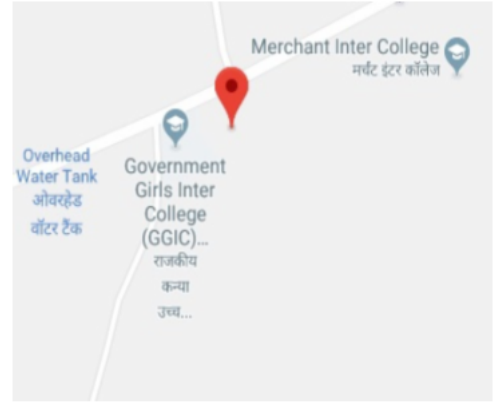 Merchant Inter College
मर्चेंट इंटर कॉलेज
Overhead
Water Tank
ओवरहेड
वॉटर टैंक
Government
Girls Inter
College
(GGIC)...
राजकीय
कन्या
उच्च...